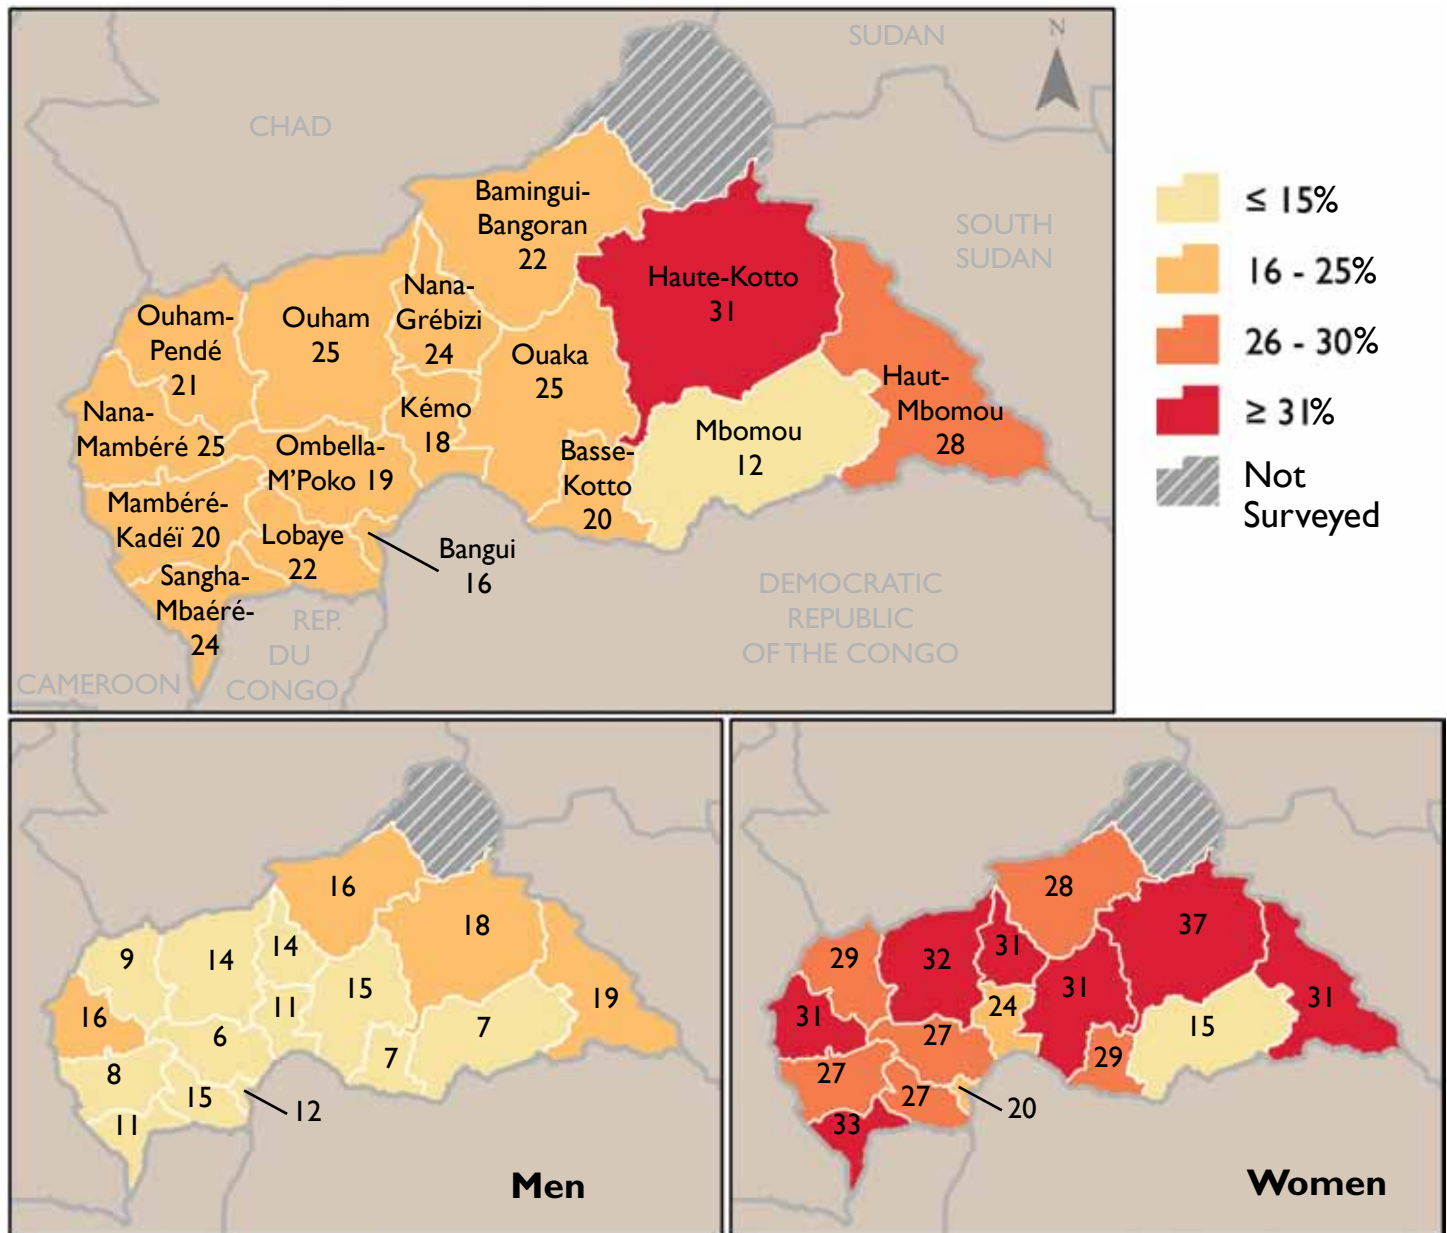 SUDAN
N
CHAD
SOUTH
SUDAN
Bamingui-
Bangoran
22
Haute-Kotto
31
Nana-
Grébizi
24
Ouham-
Pendé
21
Ouham
25
Ouaka
25
Haut-
Mbomou
28
Nana-
Mambéré 25
Kémo
18
Mbomou
12
Ombella-
M'Poko 19
Basse-
Kotto
20
Mambéré-
Kadéï 20
Lobaye
22
Bangui
16
Sangha-
Mbaéré-
24
DEMOCRATIC
REPUBLIC
OF THE CONGO
REP.
DU
CONGO
CAMEROON
≤ 15%
16 - 25%
26 - 30%
≥ 31%
Not
Surveyed
16
18
9
14
14
15
19
16
11
7
6
7
8
15
12
11
Men
28
37
29
32
31
31
31
31
24
15
27
29
27
27
20
33
Women